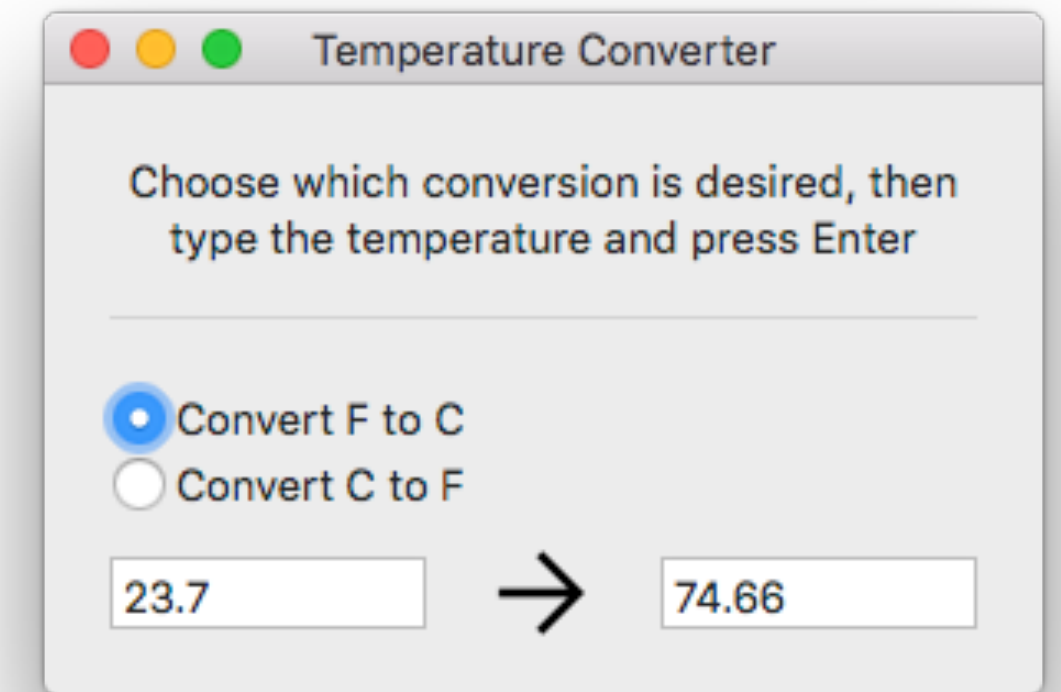 Temperature Converter
Choose which conversion is desired, then
type the temperature and press Enter
Convert F to C
Convert C to F
23.7 → 74.66